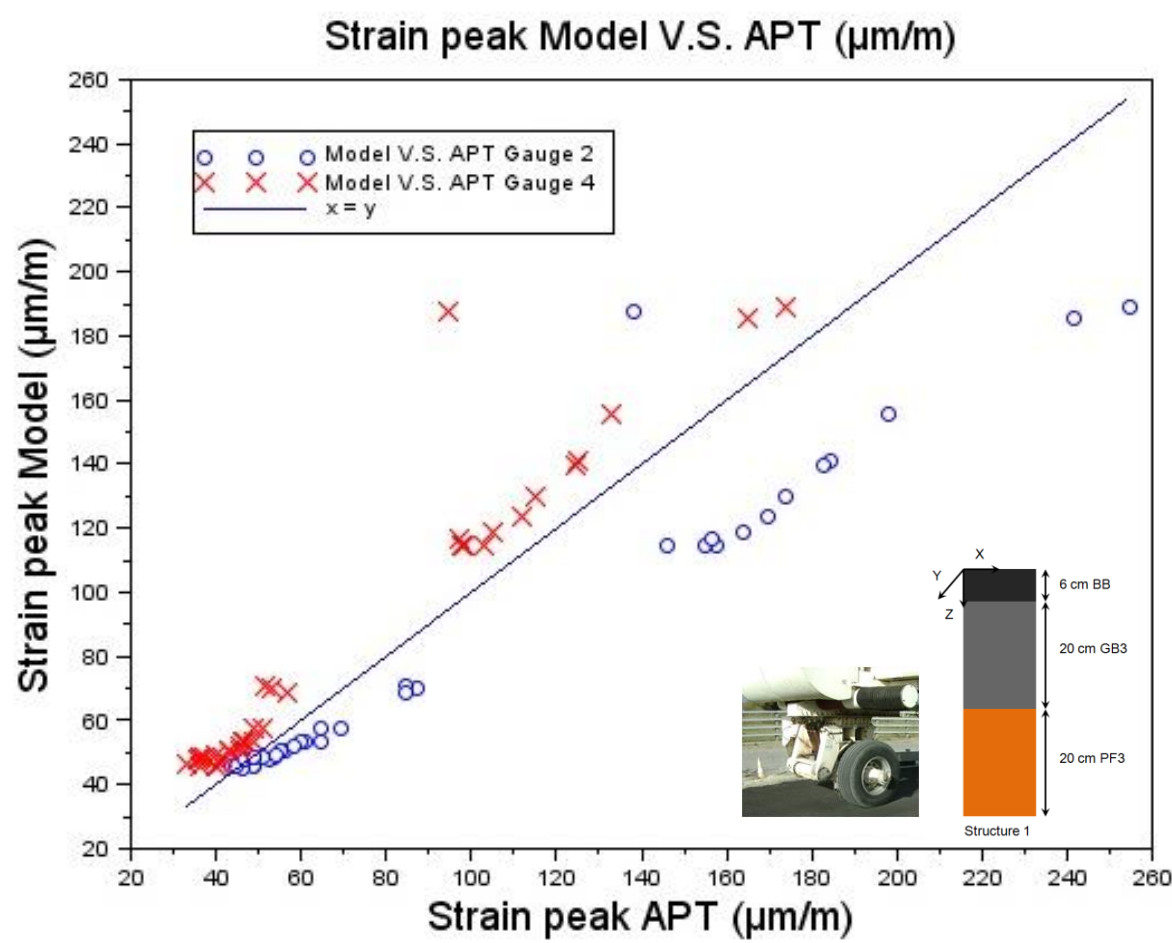 Strain peak Model V.S. APT (µm/m)
260
240
220
200
180
160
140
120
100
80
60
40
20
Strain peak Model (µm/m)
Model V.S. APT Gauge 2
Model V.S. APT Gauge 4
x = y
X
Y
Z
6 cm BB
20 cm GB3
20 cm PF3
Structure 1
20 40 60 80 100 120 140 160 180 200 220 240 260
Strain peak APT (µm/m)